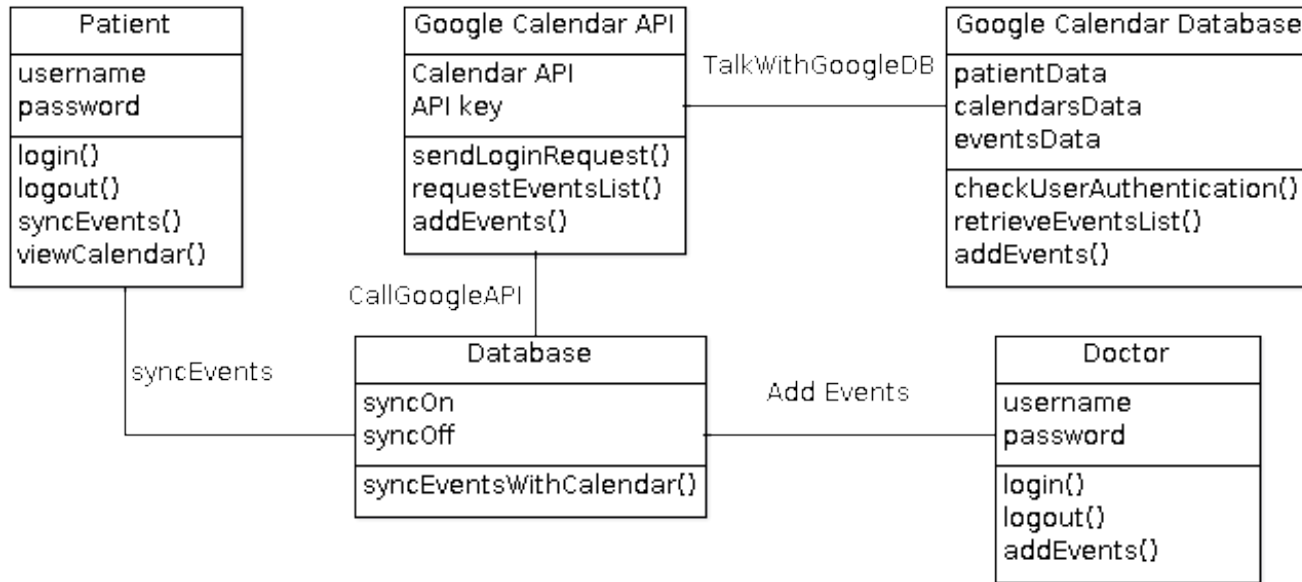 Patient
username
password
login()
logout()
syncEvents()
viewCalendar()
Google Calendar API
Calendar API
API key
sendLoginRequest()
requestEventsList()
addEvents()
TalkWithGoogleDB
Google Calendar Database
patientData
calendarsData
eventsData
checkUserAuthentication()
retrieveEventsList()
addEvents()
CallGoogleAPI
syncEvents
Database
syncOn
syncOff
syncEventsWithCalendar()
Add Events
Doctor
username
password
login()
logout()
addEvents()